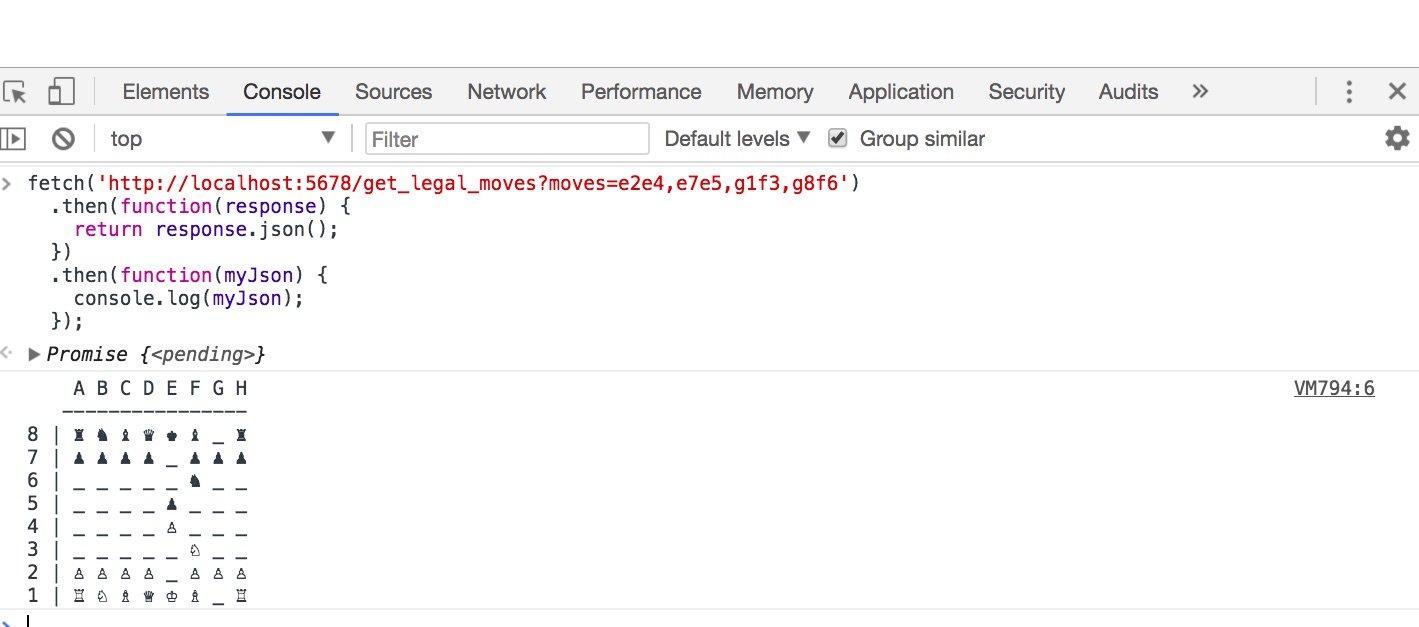 Elements Console Sources Network Performance Memory Application Security Audits »
top Filter Default levels Group similar
fetch('http://localhost:5678/get_legal_moves?moves=e2e4,e7e5,g1f3,g8f6')
.then(function(response) {
return response.json();
})
.then(function(myJson) {
console.log(myJson);
});
Promise {<pending>}
A B C D E F G H VM794:6
________________
8 | ♜ ♞ ♝ ♛ ♚ ♝ _ ♜
7 | ♟ ♟ ♟ ♟ _ ♟ ♟ ♟
6 | _ _ _ _ _ ♞ _ _
5 | _ _ _ _ ♟ _ _ _
4 | _ _ _ _ ♙ _ _ _
3 | _ _ _ _ _ ♘ _ _
2 | ♙ ♙ ♙ ♙ _ ♙ ♙ ♙
1 | ♖ ♘ ♗ ♛ ♔ ♗ _ ♖